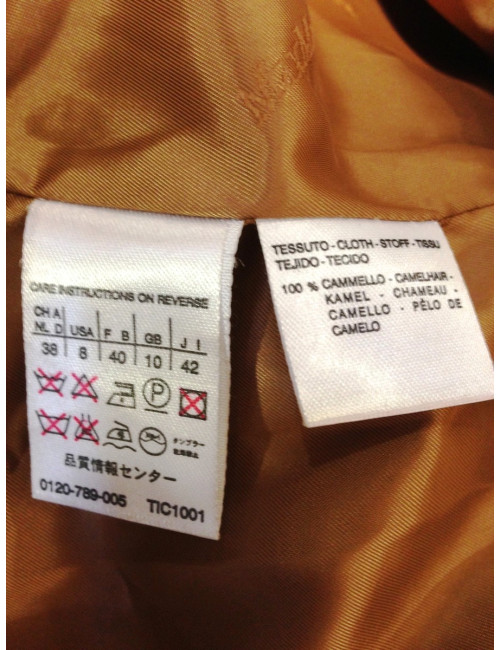 CARE INSTRUCTIONS ON REVERSE
CH A
NL D USA F B GB J I
38 8 40 10 42
P
タンブラー
乾燥禁止
品質情報センター
0120-789-005 TIC1001
TESSUTO-CLOTH-STOFF-TISSU
TEJIDO-TECIDO
100 % CAMMELLO-CAMELHAIR-
KAMEL - CHAMEAU -
CAMELLO - PÊLO DE
CAMELO